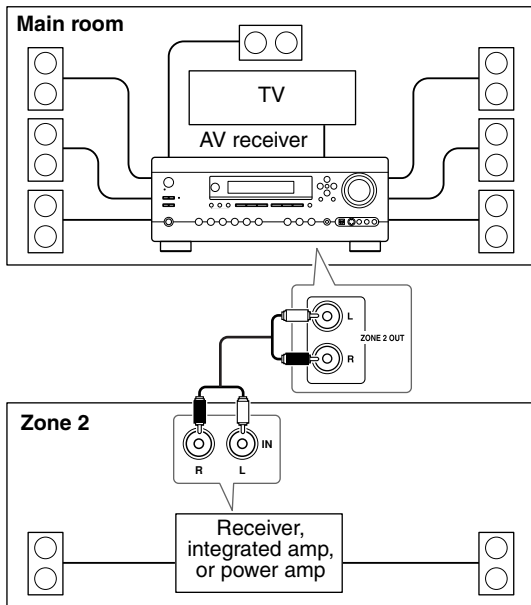 Main room
TV
AV receiver
L
ZONE 2 OUT
R
Zone 2
IN
R L
Receiver,
integrated amp,
or power amp